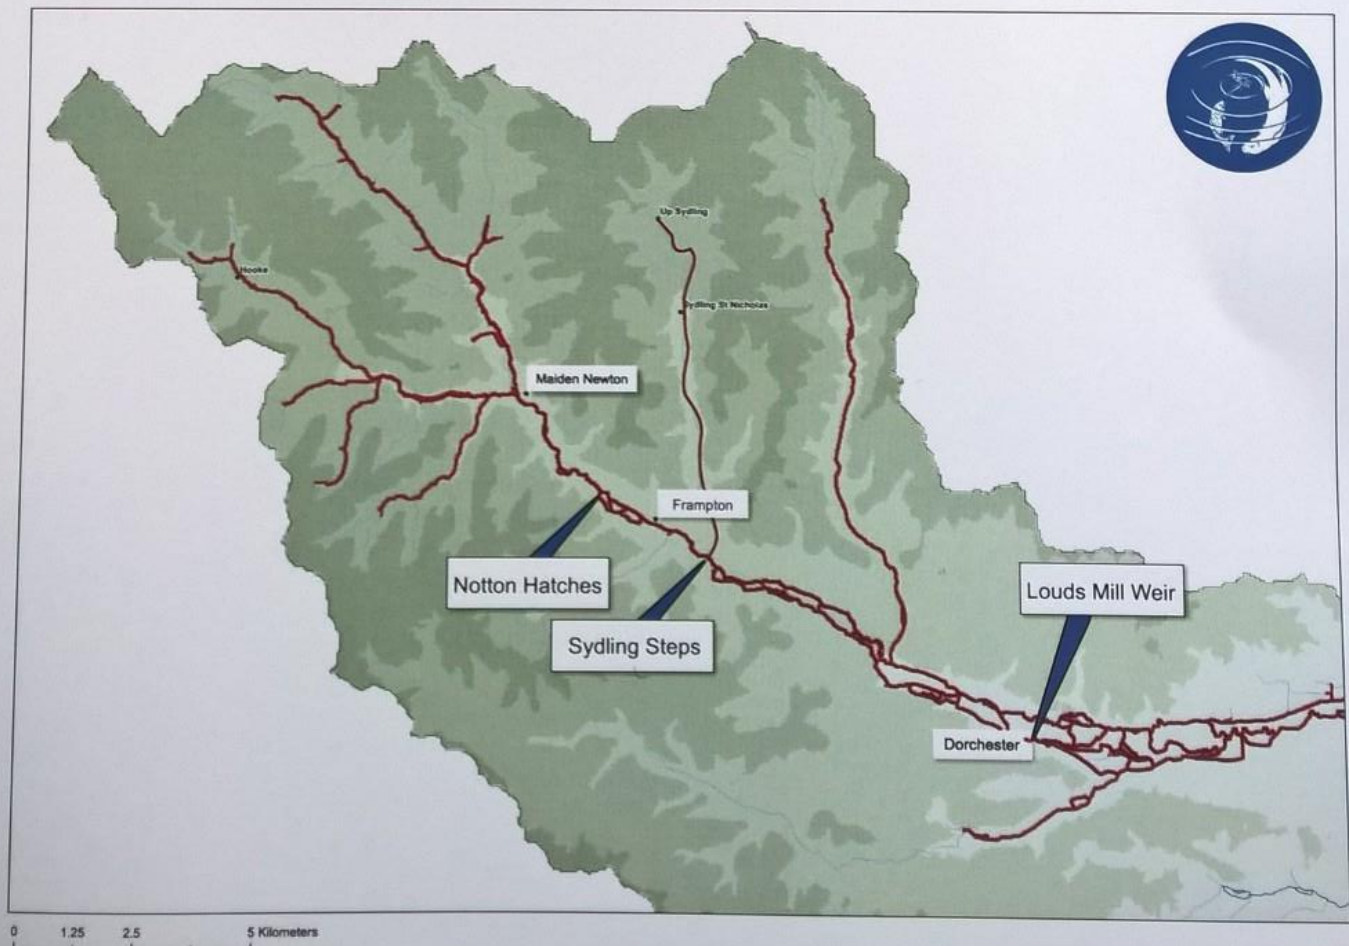 Up Sydling
Hooke
Sydling St Nicholas
Maiden Newton
Frampton
Notton Hatches
Louds Mill Weir
Sydling Steps
Dorchester
0 1.25 2.5 5 Kilometers